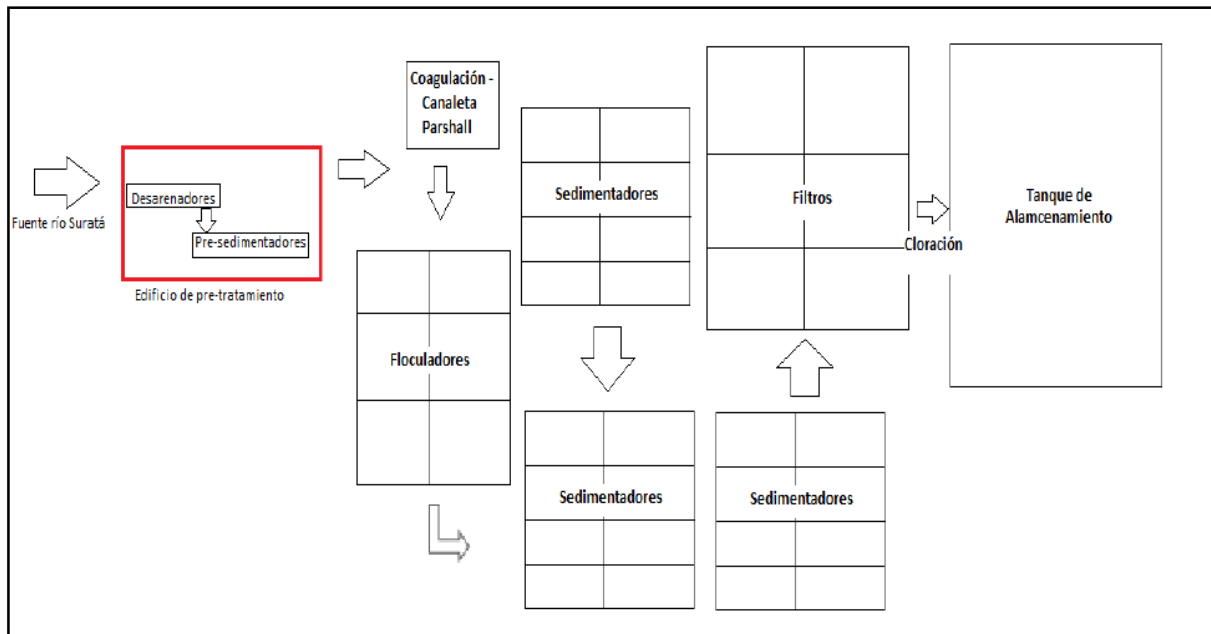 Fuente río Suratá
Desarenadores
Pre-sedimentadores
Edificio de pre-tratamiento
Coagulación -
Canaleta
Parshall
Floculadores
Sedimentadores
Sedimentadores
Sedimentadores
Filtros
Cloración
Tanque de
Alamcenamiento